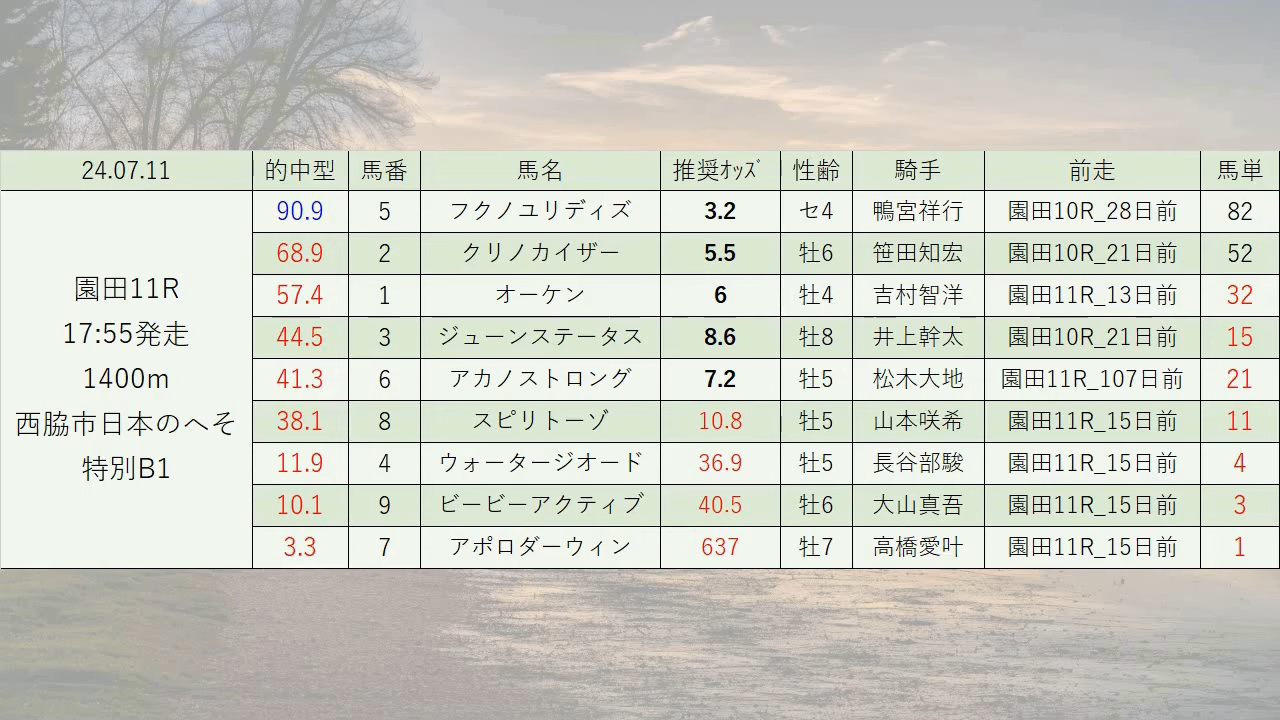 24.07.11 的中型 馬番 馬名 推奨ｵｯｽﾞ 性齢 騎手 前走 馬単
園田11R
17:55発走
1400m
西脇市日本のへそ
特別B1
90.9 5 フクノユリディズ 3.2 セ4 鴨宮祥行 園田10R_28日前 82
68.9 2 クリノカイザー 5.5 牡6 笹田知宏 園田10R_21日前 52
57.4 1 オーケン 6 牡4 吉村智洋 園田11R_13日前 32
44.5 3 ジューンステータス 8.6 牡8 井上幹太 園田10R_21日前 15
41.3 6 アカノストロング 7.2 牡5 松木大地 園田11R_107日前 21
38.1 8 スピリトーゾ 10.8 牡5 山本咲希 園田11R_15日前 11
11.9 4 ウォータージオード 36.9 牡5 長谷部駿 園田11R_15日前 4
10.1 9 ビービーアクティブ 40.5 牡6 大山真吾 園田11R_15日前 3
3.3 7 アポロダーウィン 637 牡7 高橋愛叶 園田11R_15日前 1